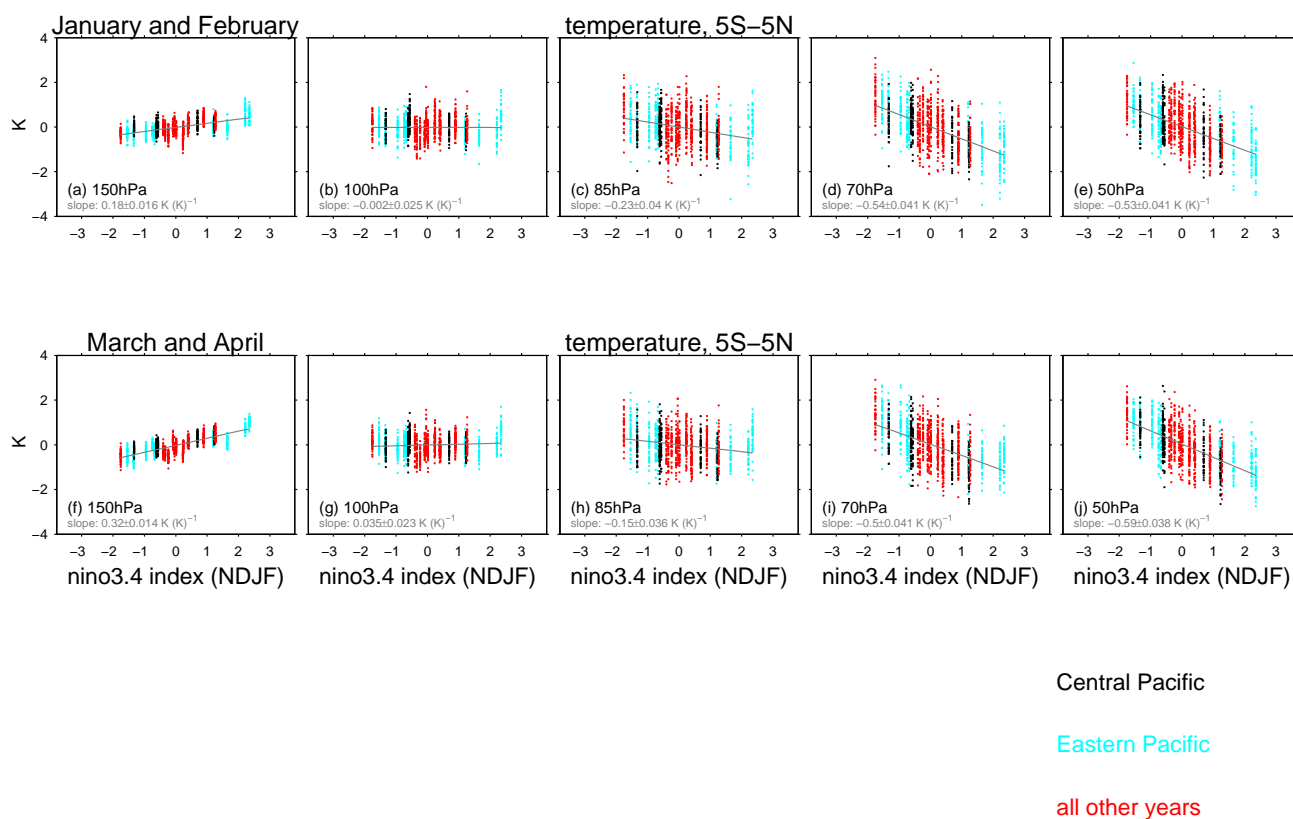 January and February temperature, 5S–5N
4
2
0
−2
−4
K
(a) 150hPa
slope: 0.18±0.016 K (K)⁻¹
(b) 100hPa
slope: −0.002±0.025 K (K)⁻¹
(c) 85hPa
slope: −0.23±0.04 K (K)⁻¹
(d) 70hPa
slope: −0.54±0.041 K (K)⁻¹
(e) 50hPa
slope: −0.53±0.041 K (K)⁻¹
−3 −2 −1 0 1 2 3 −3 −2 −1 0 1 2 3 −3 −2 −1 0 1 2 3 −3 −2 −1 0 1 2 3 −3 −2 −1 0 1 2 3
March and April temperature, 5S–5N
4
2
0
−2
−4
K
(f) 150hPa
slope: 0.32±0.014 K (K)⁻¹
(g) 100hPa
slope: 0.035±0.023 K (K)⁻¹
(h) 85hPa
slope: −0.15±0.036 K (K)⁻¹
(i) 70hPa
slope: −0.5±0.041 K (K)⁻¹
(j) 50hPa
slope: −0.59±0.038 K (K)⁻¹
−3 −2 −1 0 1 2 3 −3 −2 −1 0 1 2 3 −3 −2 −1 0 1 2 3 −3 −2 −1 0 1 2 3 −3 −2 −1 0 1 2 3
nino3.4 index (NDJF) nino3.4 index (NDJF) nino3.4 index (NDJF) nino3.4 index (NDJF) nino3.4 index (NDJF)
Central Pacific
Eastern Pacific
all other years